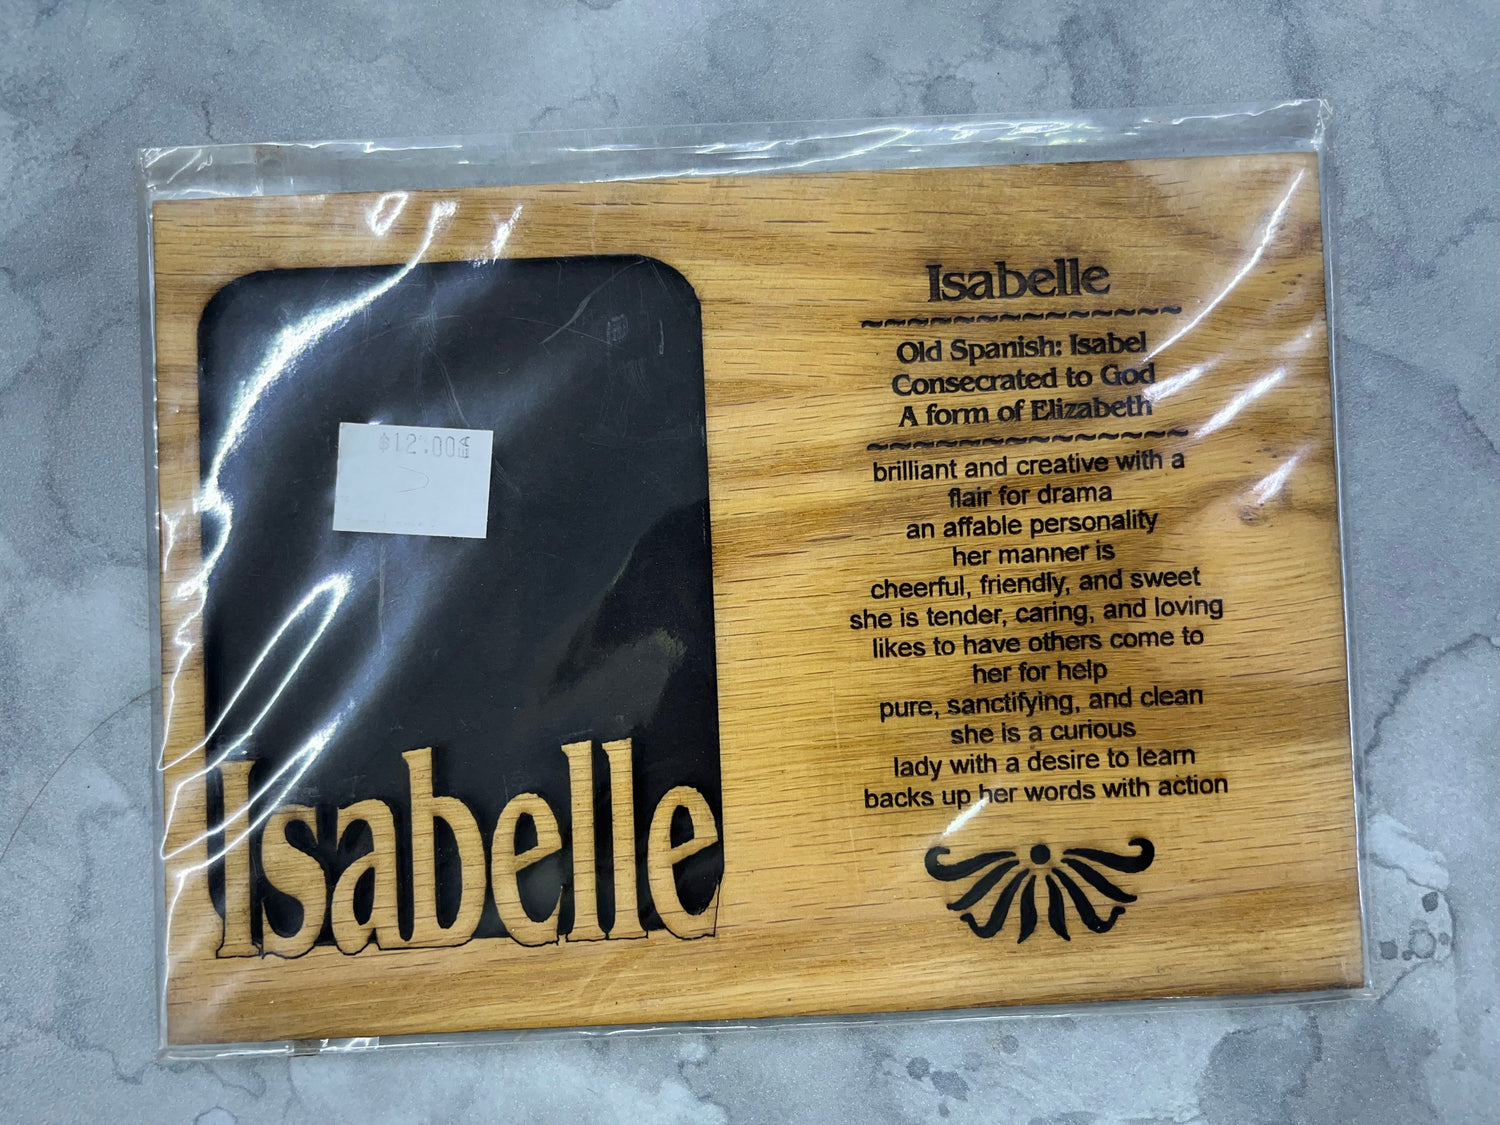 $12.00EA
Isabelle
Isabelle
Old Spanish: Isabel
Consecrated to God
A form of Elizabeth
brilliant and creative with a
flair for drama
an affable personality
her manner is
cheerful, friendly, and sweet
she is tender, caring, and loving
likes to have others come to
her for help
pure, sanctifying, and clean
she is a curious
lady with a desire to learn
backs up her words with action